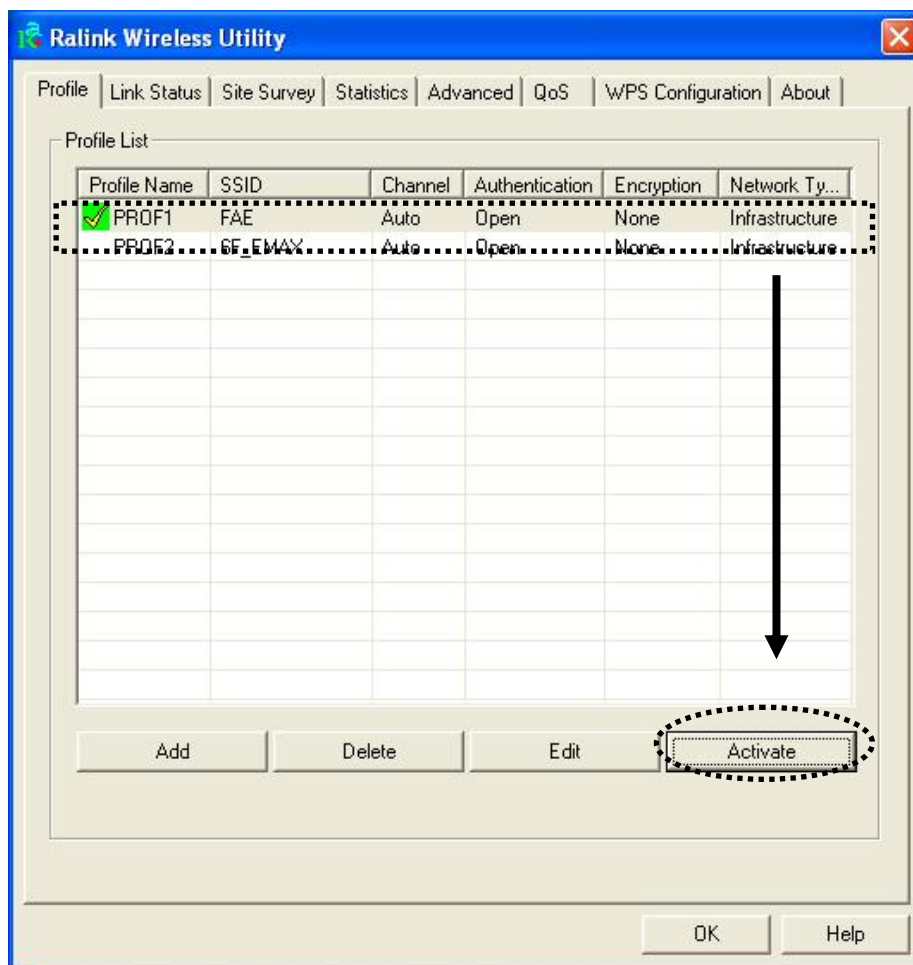 Ralink Wireless Utility
Profile Link Status Site Survey Statistics Advanced QoS WPS Configuration About
Profile List
Profile Name SSID Channel Authentication Encryption Network Ty...
PROF1 FAE Auto Open None Infrastructure
PROF2 6F_EMAX Auto Open None Infrastructure
Add Delete Edit Activate
OK Help